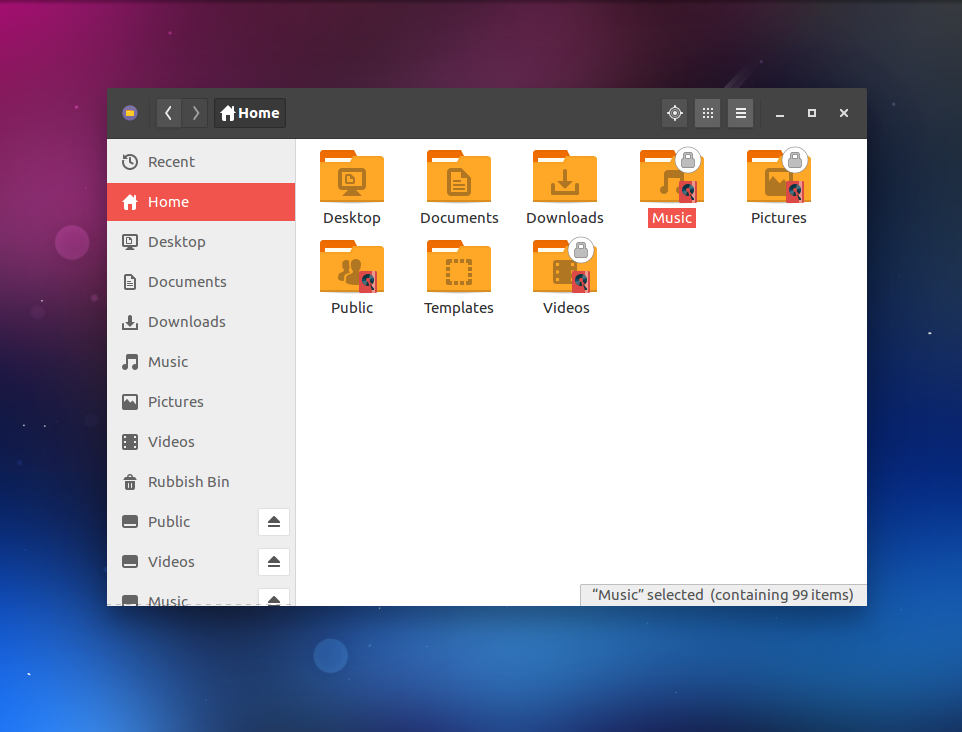 Home
Recent
Home
Desktop
Documents
Downloads
Music
Pictures
Videos
Rubbish Bin
Public
Videos
Music
Desktop
Documents
Downloads
Music
Pictures
Public
Templates
Videos
“Music” selected (containing 99 items)